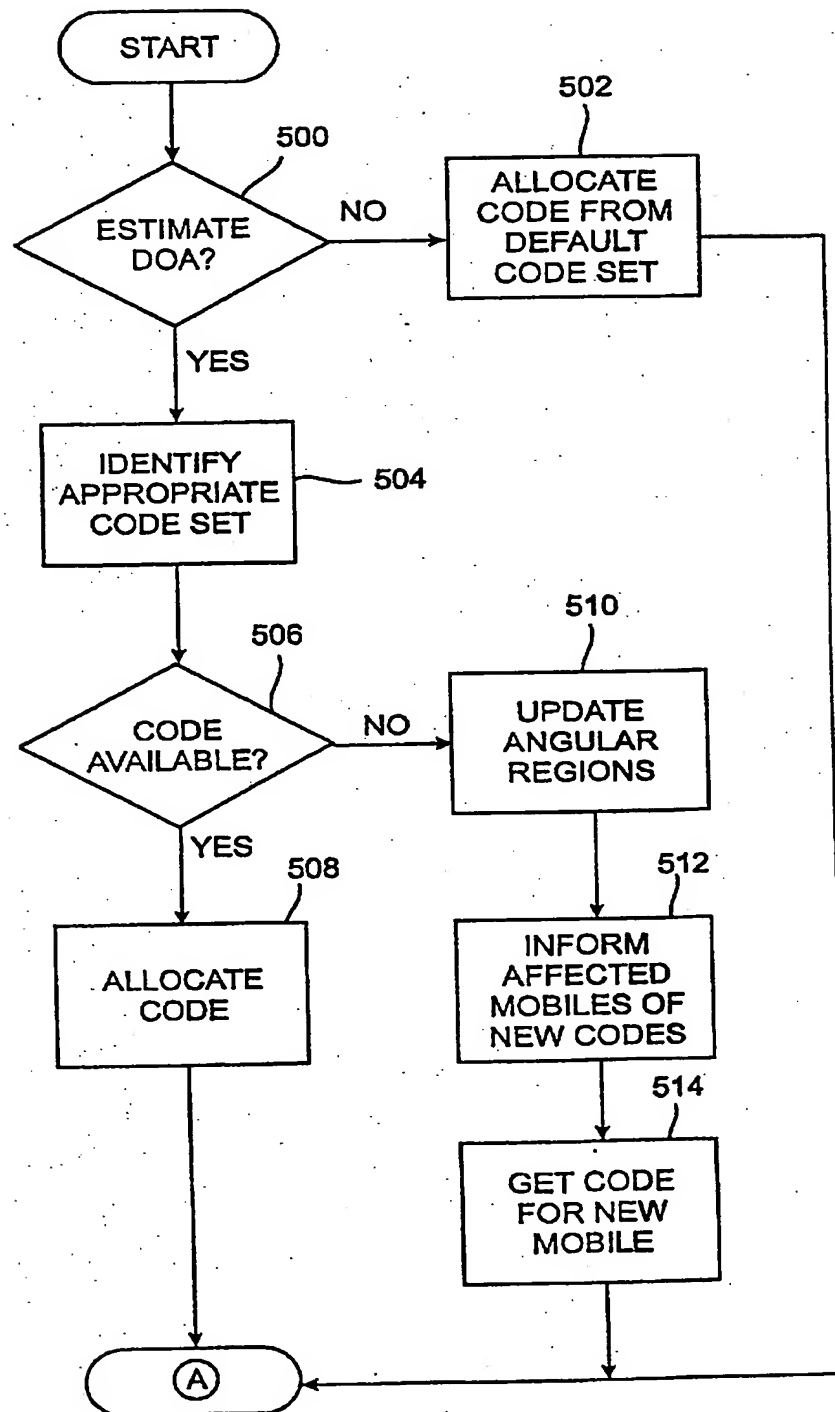 START
500
ESTIMATE
DOA?
NO
502
ALLOCATE
CODE FROM
DEFAULT
CODE SET
YES
IDENTIFY
APPROPRIATE
CODE SET
504
506
CODE
AVAILABLE?
NO
510
UPDATE
ANGULAR
REGIONS
YES
508
ALLOCATE
CODE
512
INFORM
AFFECTED
MOBILES OF
NEW CODES
514
GET CODE
FOR NEW
MOBILE
A